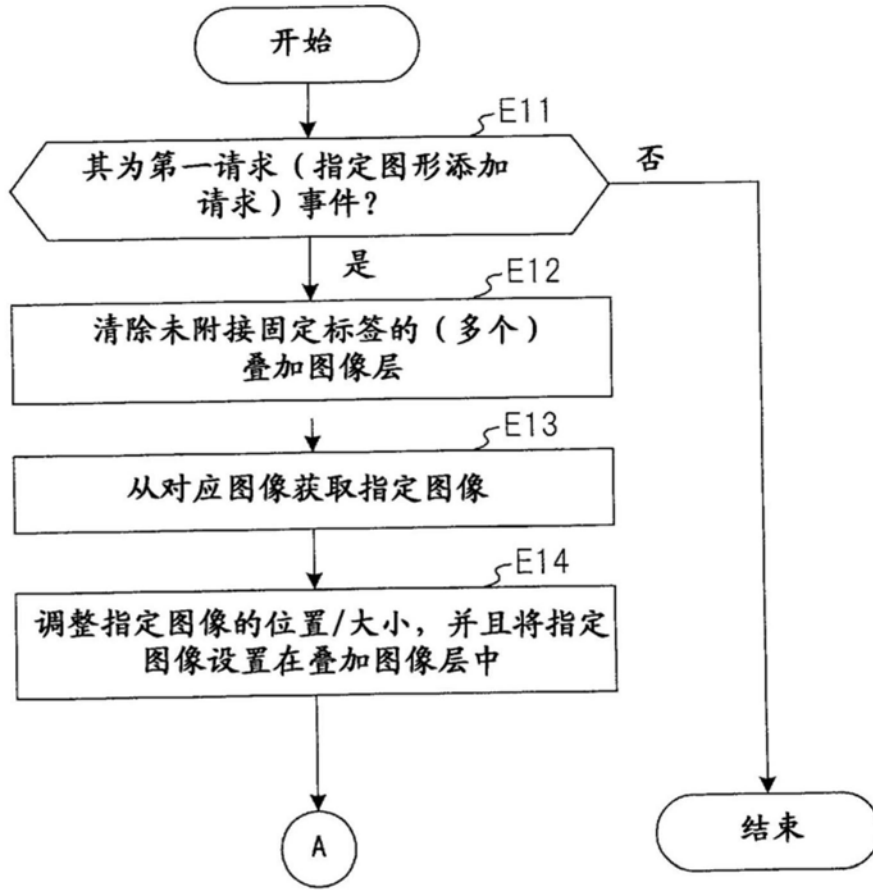 开始
E11
其为第一请求（指定图形添加
请求）事件？
否
是
E12
清除未附接固定标签的（多个）
叠加图像层
E13
从对应图像获取指定图像
E14
调整指定图像的位置/大小，并且将指定
图像设置在叠加图像层中
A
结束